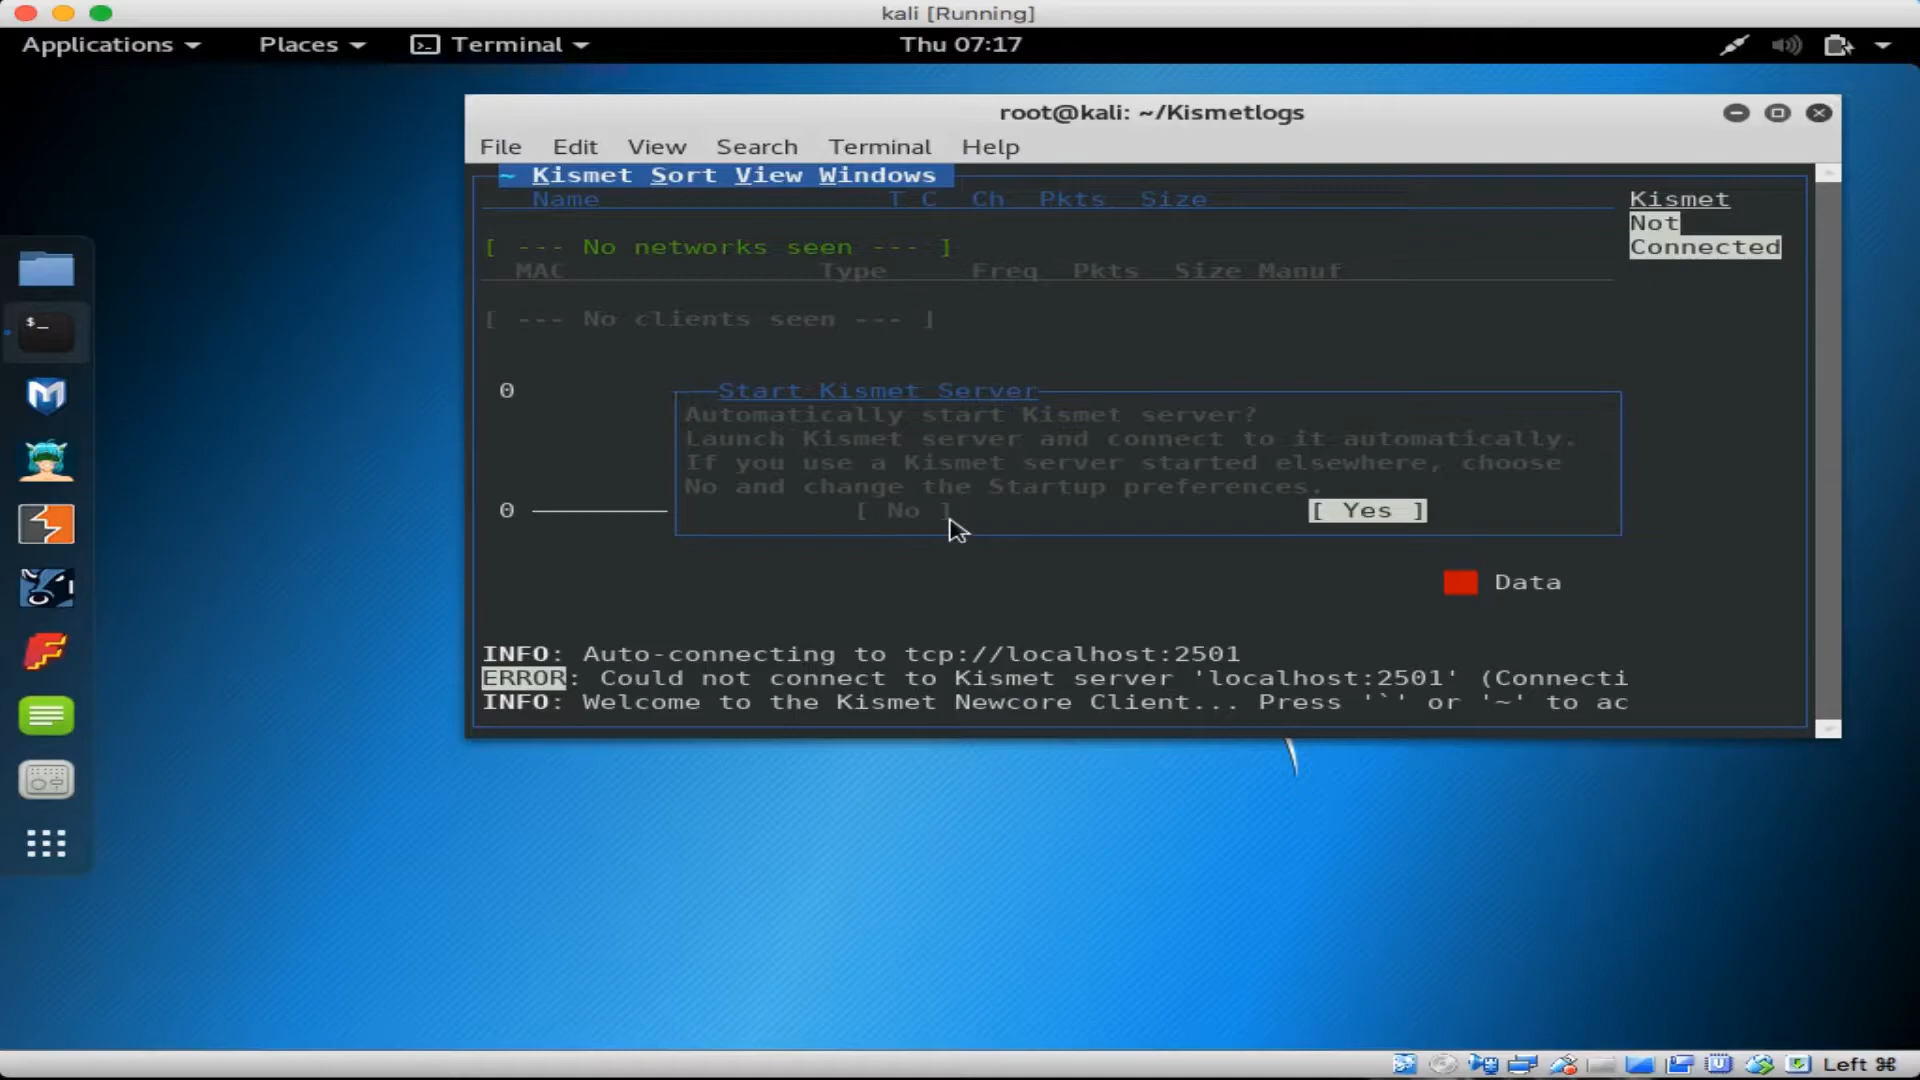 kali [Running]
Applications Places Terminal Thu 07:17
root@kali: ~/Kismetlogs
File Edit View Search Terminal Help
~ Kismet Sort View Windows
Name T C Ch Pkts Size Kismet
Not
[ --- No networks seen --- ] Connected
MAC Type Freq Pkts Size Manuf
[ --- No clients seen --- ]
0 Start Kismet Server
Automatically start Kismet server?
Launch Kismet server and connect to it automatically.
If you use a Kismet server started elsewhere, choose
No and change the Startup preferences.
0 [ No ] [ Yes ]
Data
INFO: Auto-connecting to tcp://localhost:2501
ERROR: Could not connect to Kismet server 'localhost:2501' (Connecti
INFO: Welcome to the Kismet Newcore Client... Press '`' or '~' to ac
Left ⌘